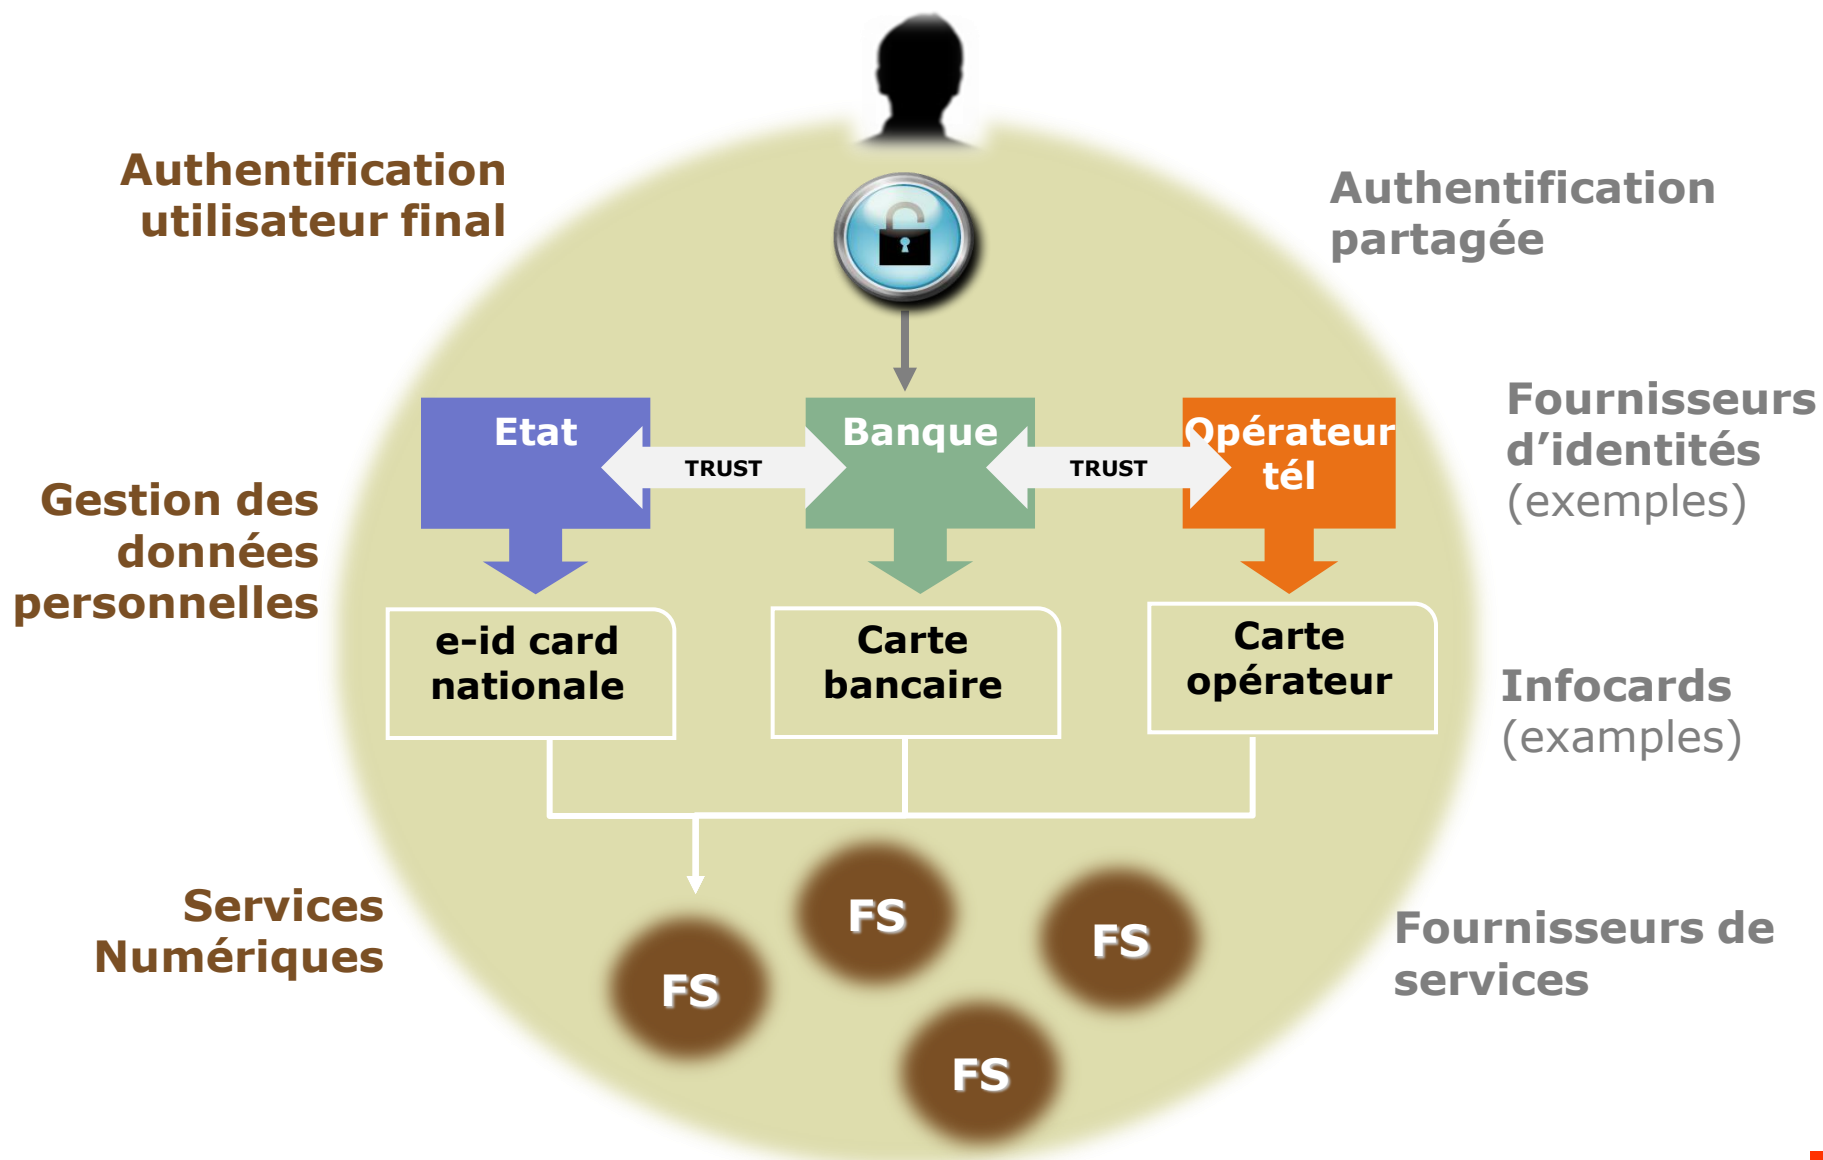 Authentification
utilisateur final
Authentification
partagée
Etat
TRUST
Banque
TRUST
Opérateur
tél
Fournisseurs
d’identités
(exemples)
Gestion des
données
personnelles
e-id card
nationale
Carte
bancaire
Carte
opérateur
Infocards
(examples)
Services
Numériques
FS
FS
FS
FS
Fournisseurs de
services